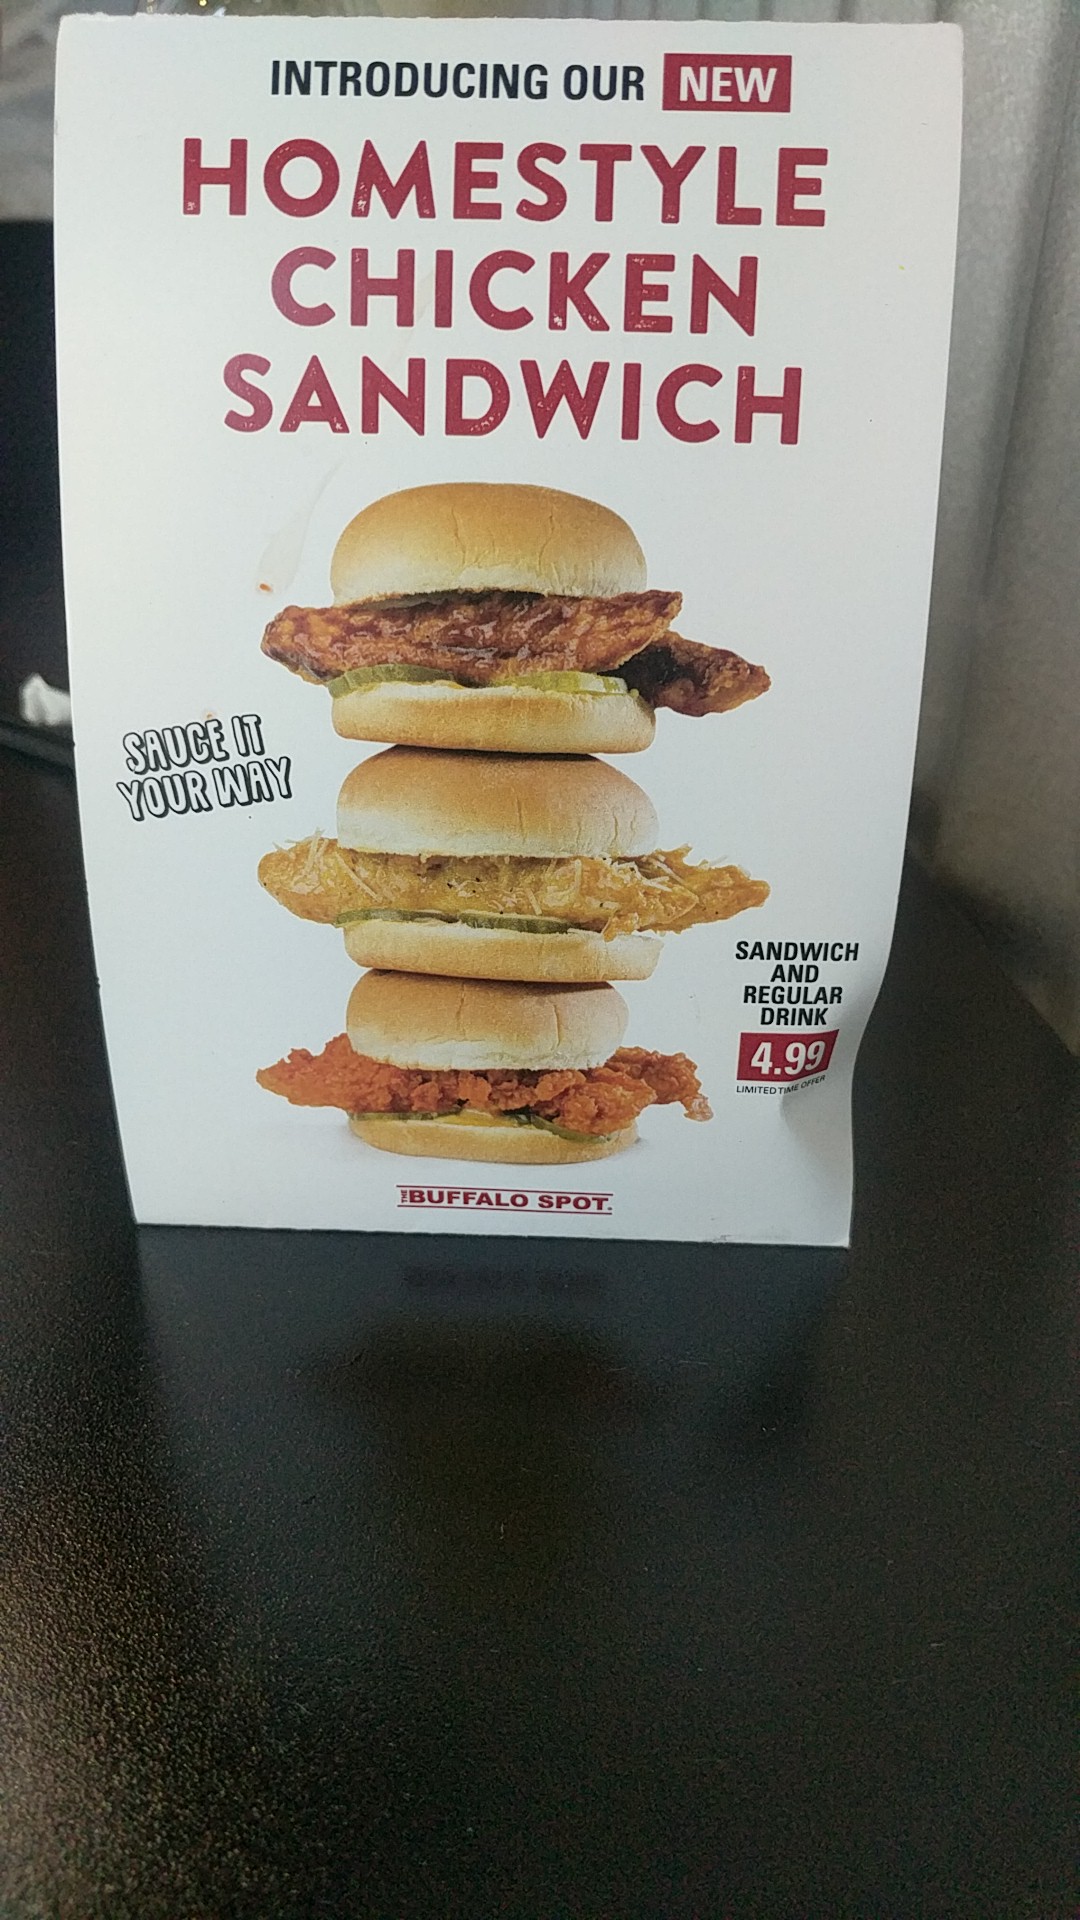 INTRODUCING OUR NEW
HOMESTYLE
CHICKEN
SANDWICH
SAUCE IT
YOUR WAY
SANDWICH
AND
REGULAR
DRINK
4.99
LIMITED TIME OFFER
THE BUFFALO SPOT.